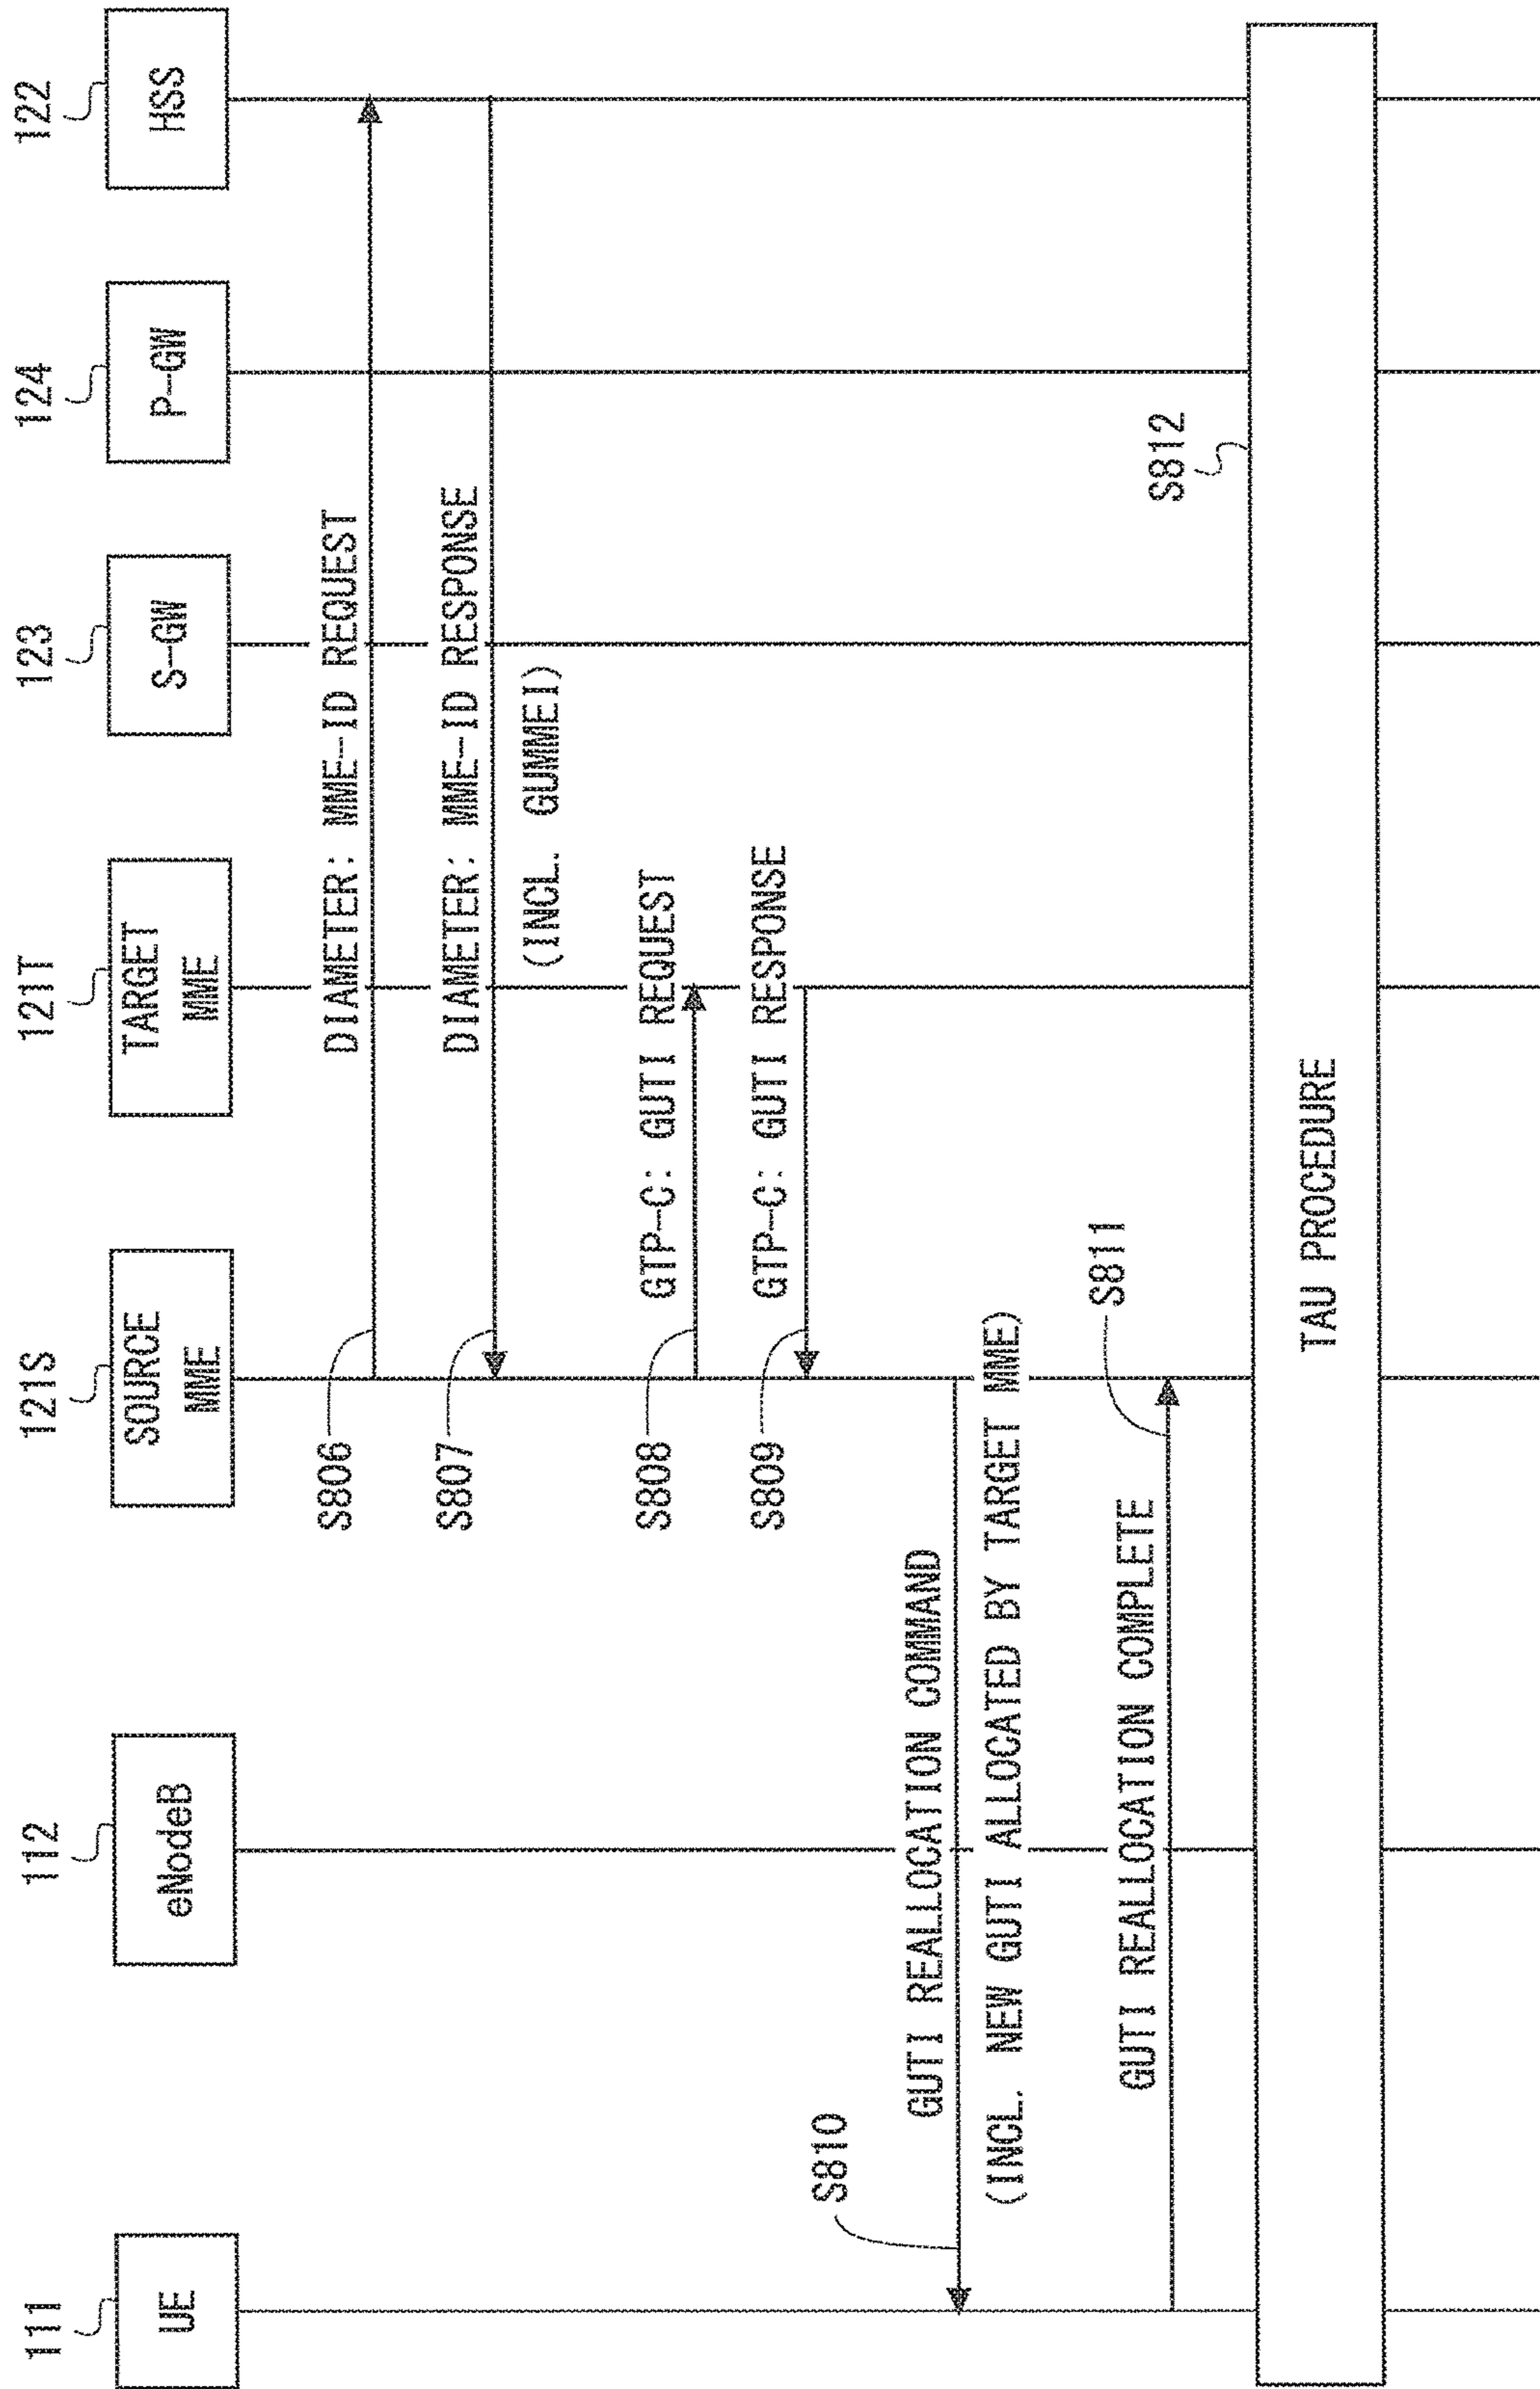 111
112
121S
121T
123
124
122
UE
eNodeB
SOURCE
MME
TARGET
MME
S-GW
P-GW
HSS
S806
DIAMETER: MME-ID REQUEST
S807
DIAMETER: MME-ID RESPONSE
(INCL. GUMMEI)
S808
GTP-C: GUTI REQUEST
S809
GTP-C: GUTI RESPONSE
S810
GUTI REALLOCATION COMMAND
(INCL. NEW GUTI ALLOCATED BY TARGET MME)
GUTI REALLOCATION COMPLETE
S811
S812
TAU PROCEDURE